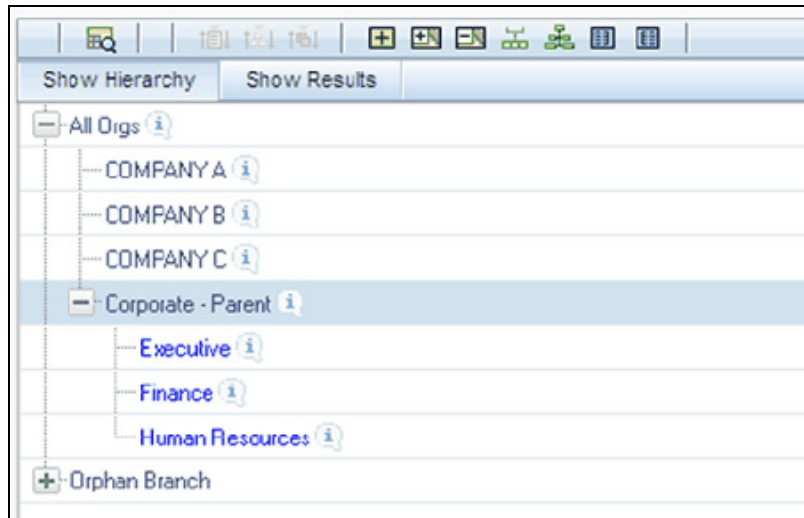 Show Hierarchy Show Results
All Orgs
COMPANY A
COMPANY B
COMPANY C
Corporate - Parent
Executive
Finance
Human Resources
Orphan Branch